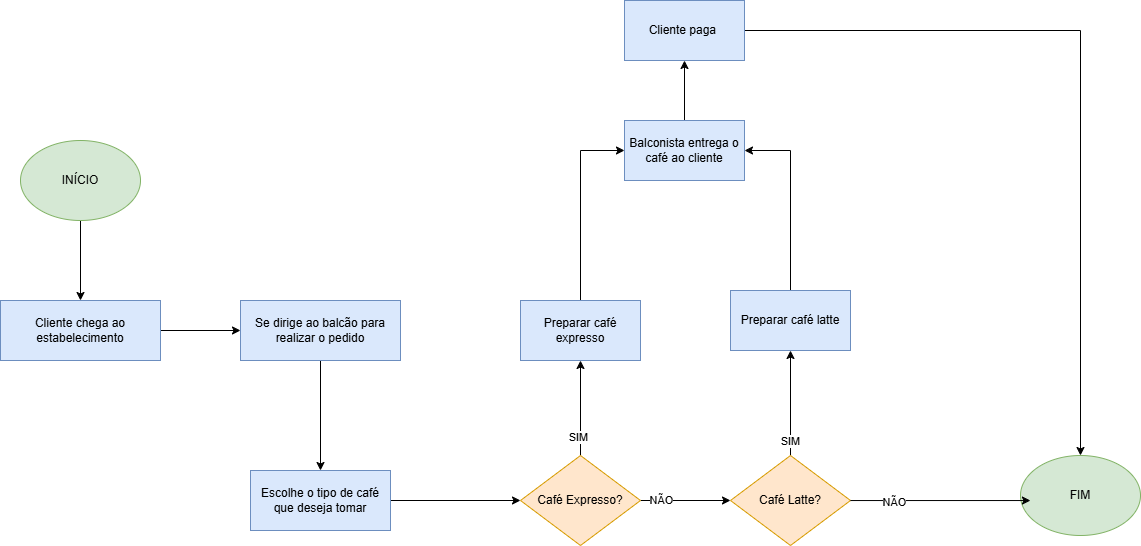 INÍCIO
Cliente chega ao
estabelecimento
Se dirige ao balcão para
realizar o pedido
Escolhe o tipo de café
que deseja tomar
Café Expresso?
SIM
NÃO
Preparar café
expresso
Café Latte?
SIM
NÃO
Preparar café latte
Balconista entrega o
café ao cliente
Cliente paga
FIM